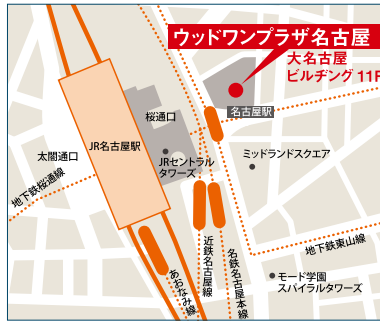 ウッドワンプラザ名古屋
大名古屋
ビルヂング 11F
名古屋駅
桜通口
JR名古屋駅
太閤通口
JRセントラル
タワーズ
ミッドランドスクエア
地下鉄桜通線
地下鉄東山線
近鉄名古屋線
名鉄名古屋本線
あおなみ線
モード学園
スパイラルタワーズ